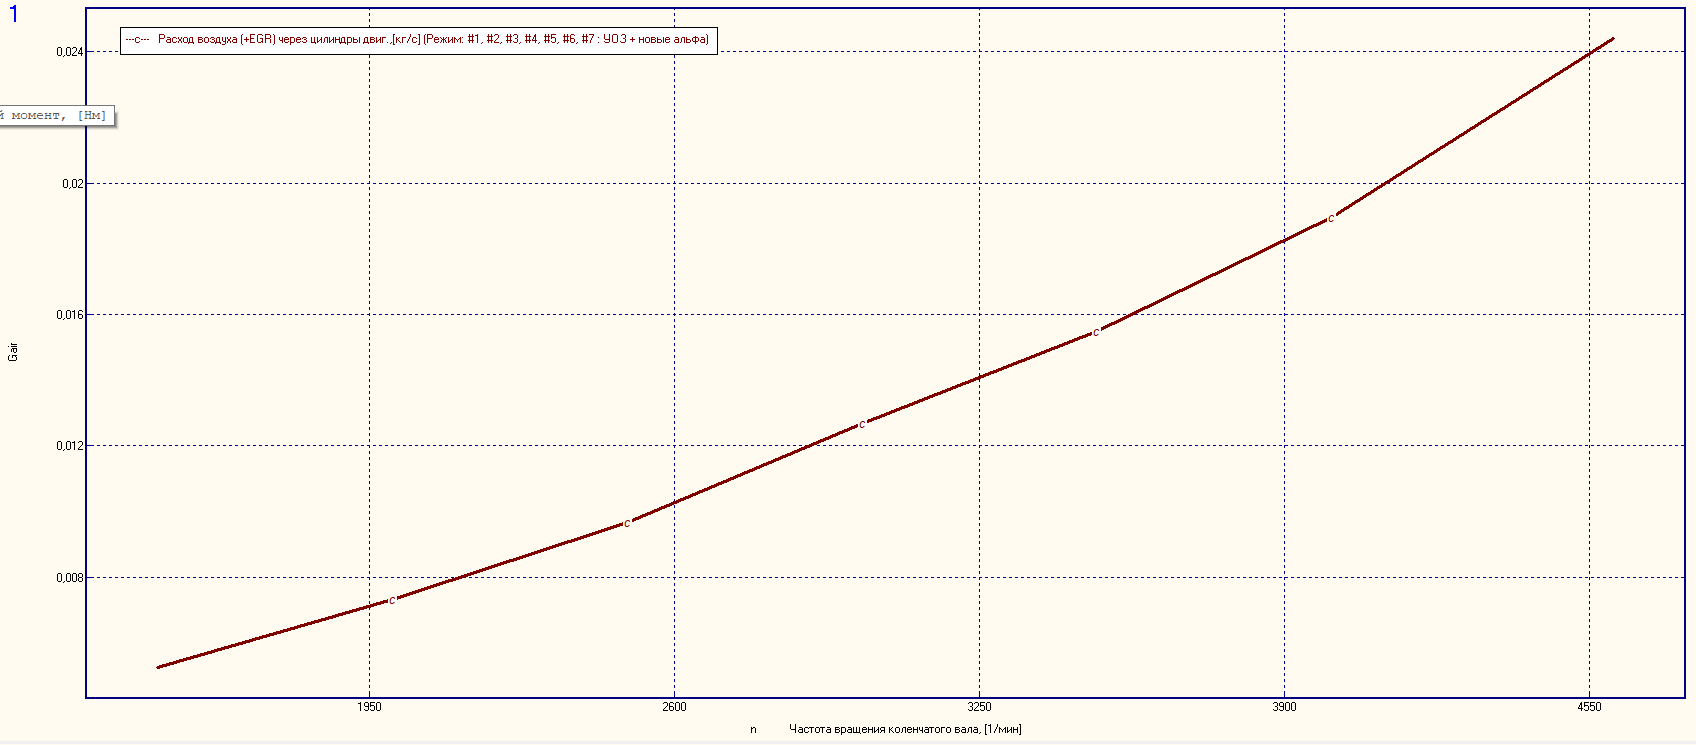 1
---c--- Расход воздуха (+EGR) через цилиндры двиг.,[кг/с] (Режим: #1, #2, #3, #4, #5, #6, #7 : УОЗ + новые альфа)
0,024
й момент, [Нм]
0,02
0,016
Gair
0,012
0,008
c
c
c
c
c
1950 2600 3250 3900 4550
n Частота вращения коленчатого вала, [1/мин]